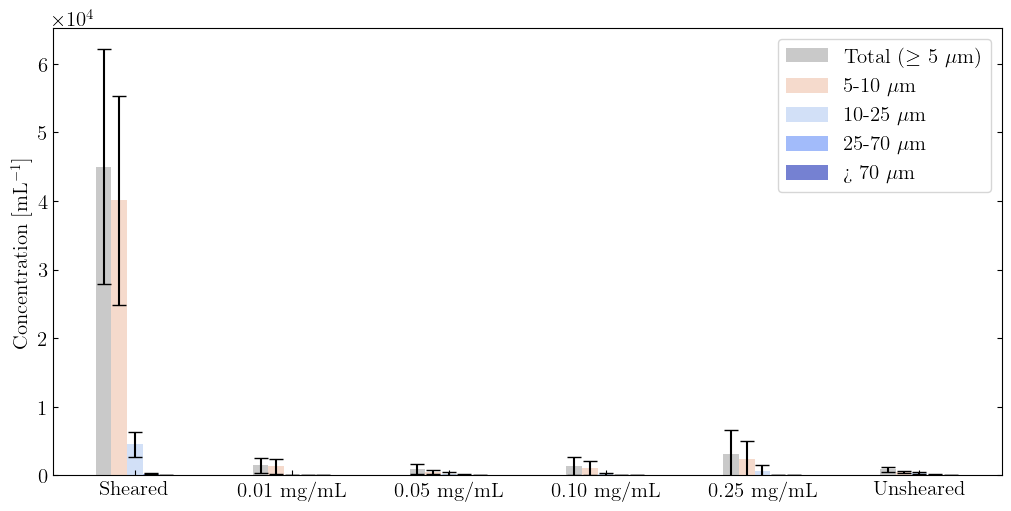 ×10⁴
6
5
4
3
2
1
0
Concentration [mL⁻¹]
Total (≥ 5 μm)
5-10 μm
10-25 μm
25-70 μm
¿ 70 μm
Sheared
0.01 mg/mL
0.05 mg/mL
0.10 mg/mL
0.25 mg/mL
Unsheared